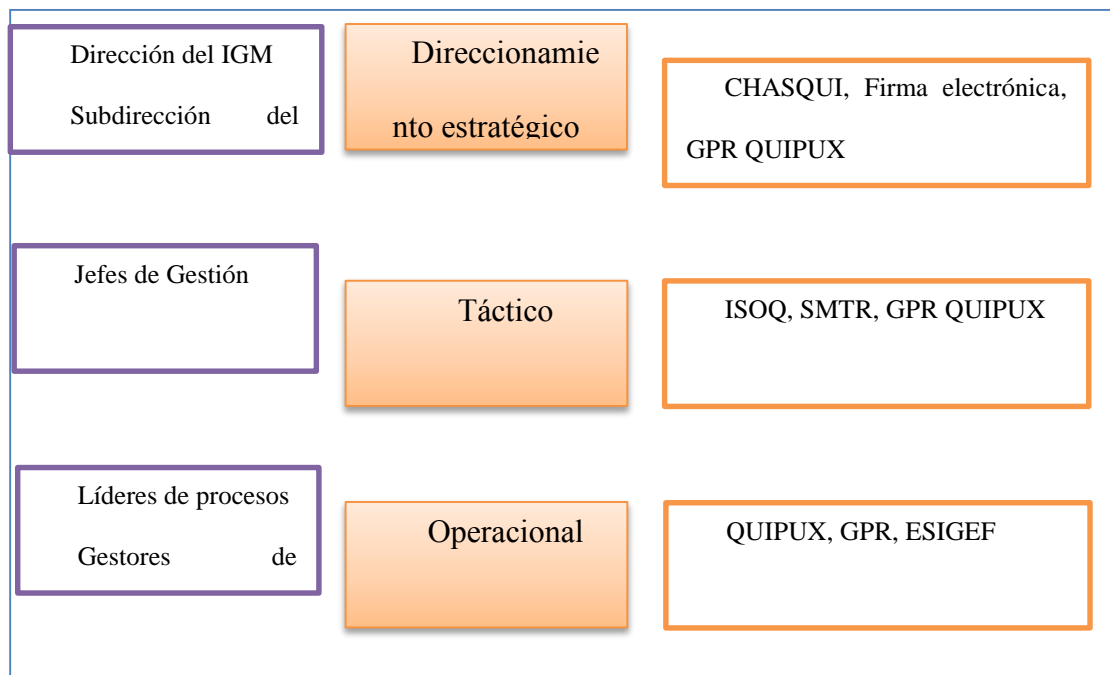 Dirección del IGM
Subdirección del
Direccionamie
nto estratégico
CHASQUI, Firma electrónica,
GPR QUIPUX
Jefes de Gestión
Táctico
ISOQ, SMTR, GPR QUIPUX
Líderes de procesos
Gestores de
Operacional
QUIPUX, GPR, ESIGEF